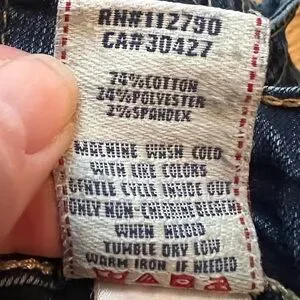 RN#112790
CA#30427
74%COTTON
24%POLYESTER
2%SPANDEX
MACHINE WASH COLD
WITH LIKE COLORS
GENTLE CYCLE INSIDE OUT
ONLY NON-CHLORINE BLEACH
WHEN NEEDED
TUMBLE DRY LOW
WARM IRON IF NEEDED